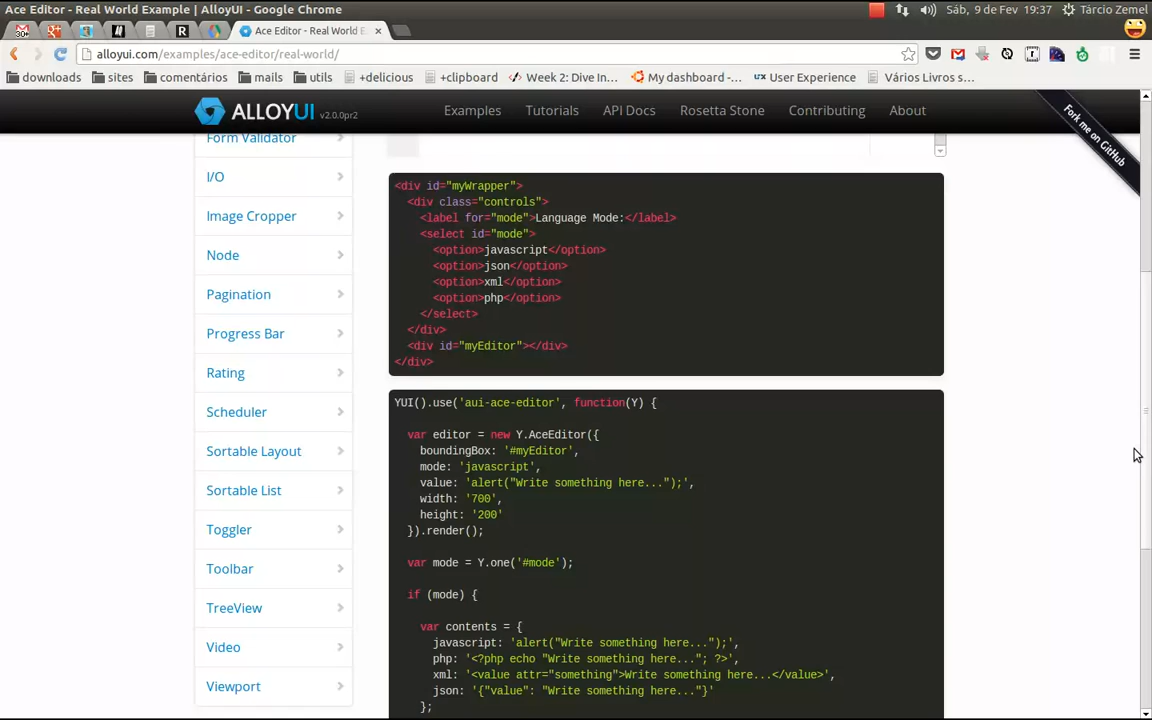 Ace Editor - Real World Example | AlloyUI - Google Chrome
Sáb, 9 de Fev 19:37 Tárcio Zemel
30+
R
Ace Editor - Real World E
alloyui.com/examples/ace-editor/real-world/
downloads sites comentários mails utils +delicious +clipboard Week 2: Dive In... My dashboard -... UX User Experience Vários Livros s...
ALLOYUI v2.0.0pr2 Examples Tutorials API Docs Rosetta Stone Contributing About
Fork me on GitHub
Form Validator
I/O
Image Cropper
Node
Pagination
Progress Bar
Rating
Scheduler
Sortable Layout
Sortable List
Toggler
Toolbar
TreeView
Video
Viewport
<div id="myWrapper">
<div class="controls">
<label for="mode">Language Mode:</label>
<select id="mode">
<option>javascript</option>
<option>json</option>
<option>xml</option>
<option>php</option>
</select>
</div>
<div id="myEditor"></div>
</div>
YUI().use('aui-ace-editor', function(Y) {
var editor = new Y.AceEditor({
boundingBox: '#myEditor',
mode: 'javascript',
value: 'alert("Write something here...");',
width: '700',
height: '200'
}).render();
var mode = Y.one('#mode');
if (mode) {
var contents = {
javascript: 'alert("Write something here...");',
php: '<?php echo "Write something here..."; ?>',
xml: '<value attr="something">Write something here...</value>',
json: '{"value": "Write something here..."}'
};